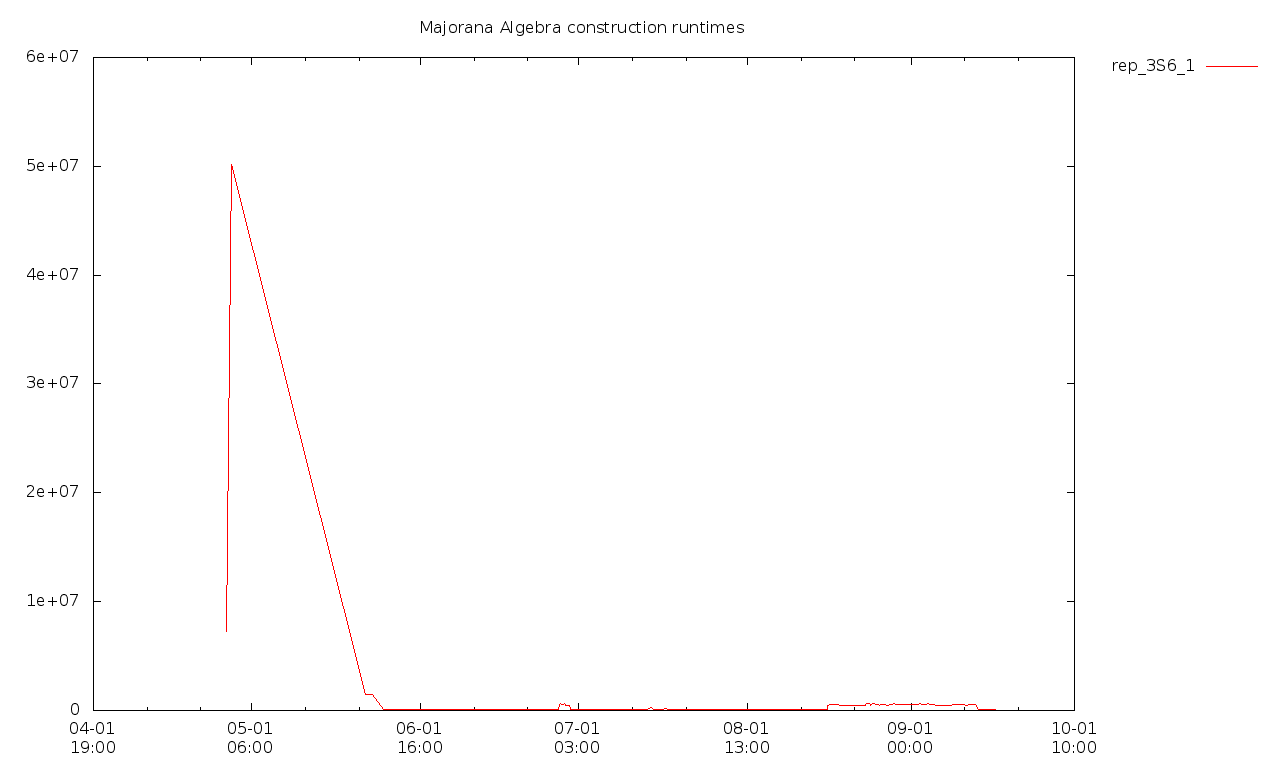 Majorana Algebra construction runtimes
6e+07
rep_3S6_1
5e+07
4e+07
3e+07
2e+07
1e+07
0
04-01 05-01 06-01 07-01 08-01 09-01 10-01
19:00 06:00 16:00 03:00 13:00 00:00 10:00